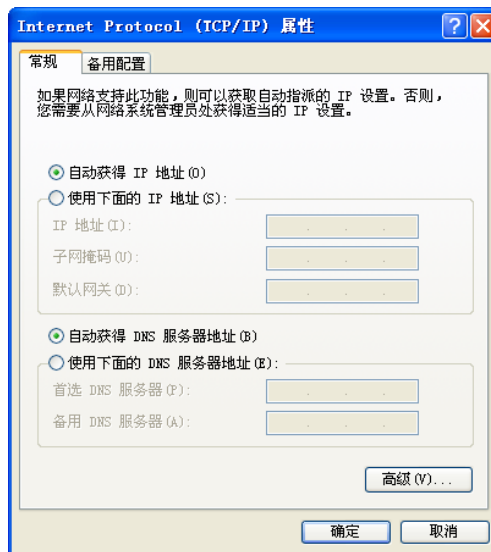 Internet Protocol (TCP/IP) 属性
常规 备用配置
如果网络支持此功能，则可以获取自动指派的 IP 设置。否则，
您需要从网络系统管理员处获得适当的 IP 设置。
自动获得 IP 地址(O)
使用下面的 IP 地址(S):
IP 地址(I):
子网掩码(U):
默认网关(D):
自动获得 DNS 服务器地址(B)
使用下面的 DNS 服务器地址(E):
首选 DNS 服务器(P):
备用 DNS 服务器(A):
高级(V)...
确定 取消